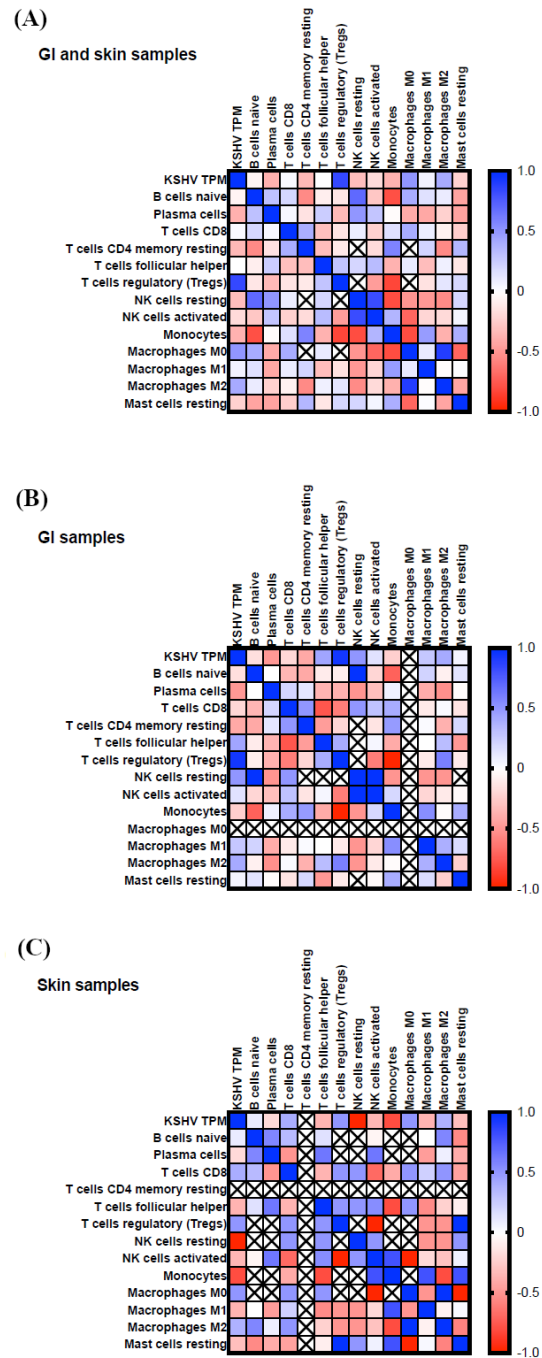 (A)
GI and skin samples
KSHV TPM
B cells naive
Plasma cells
T cells CD8
T cells CD4 memory resting
T cells follicular helper
T cells regulatory (Tregs)
NK cells resting
NK cells activated
Monocytes
Macrophages M0
Macrophages M1
Macrophages M2
Mast cells resting
KSHV TPM
B cells naive
Plasma cells
T cells CD8
T cells CD4 memory resting
T cells follicular helper
T cells regulatory (Tregs)
NK cells resting
NK cells activated
Monocytes
Macrophages M0
Macrophages M1
Macrophages M2
Mast cells resting
1.0
0.5
0
-0.5
-1.0
(B)
GI samples
KSHV TPM
B cells naive
Plasma cells
T cells CD8
T cells CD4 memory resting
T cells follicular helper
T cells regulatory (Tregs)
NK cells resting
NK cells activated
Monocytes
Macrophages M0
Macrophages M1
Macrophages M2
Mast cells resting
KSHV TPM
B cells naive
Plasma cells
T cells CD8
T cells CD4 memory resting
T cells follicular helper
T cells regulatory (Tregs)
NK cells resting
NK cells activated
Monocytes
Macrophages M0
Macrophages M1
Macrophages M2
Mast cells resting
1.0
0.5
0
-0.5
-1.0
(C)
Skin samples
KSHV TPM
B cells naive
Plasma cells
T cells CD8
T cells CD4 memory resting
T cells follicular helper
T cells regulatory (Tregs)
NK cells resting
NK cells activated
Monocytes
Macrophages M0
Macrophages M1
Macrophages M2
Mast cells resting
KSHV TPM
B cells naive
Plasma cells
T cells CD8
T cells CD4 memory resting
T cells follicular helper
T cells regulatory (Tregs)
NK cells resting
NK cells activated
Monocytes
Macrophages M0
Macrophages M1
Macrophages M2
Mast cells resting
1.0
0.5
0
-0.5
-1.0